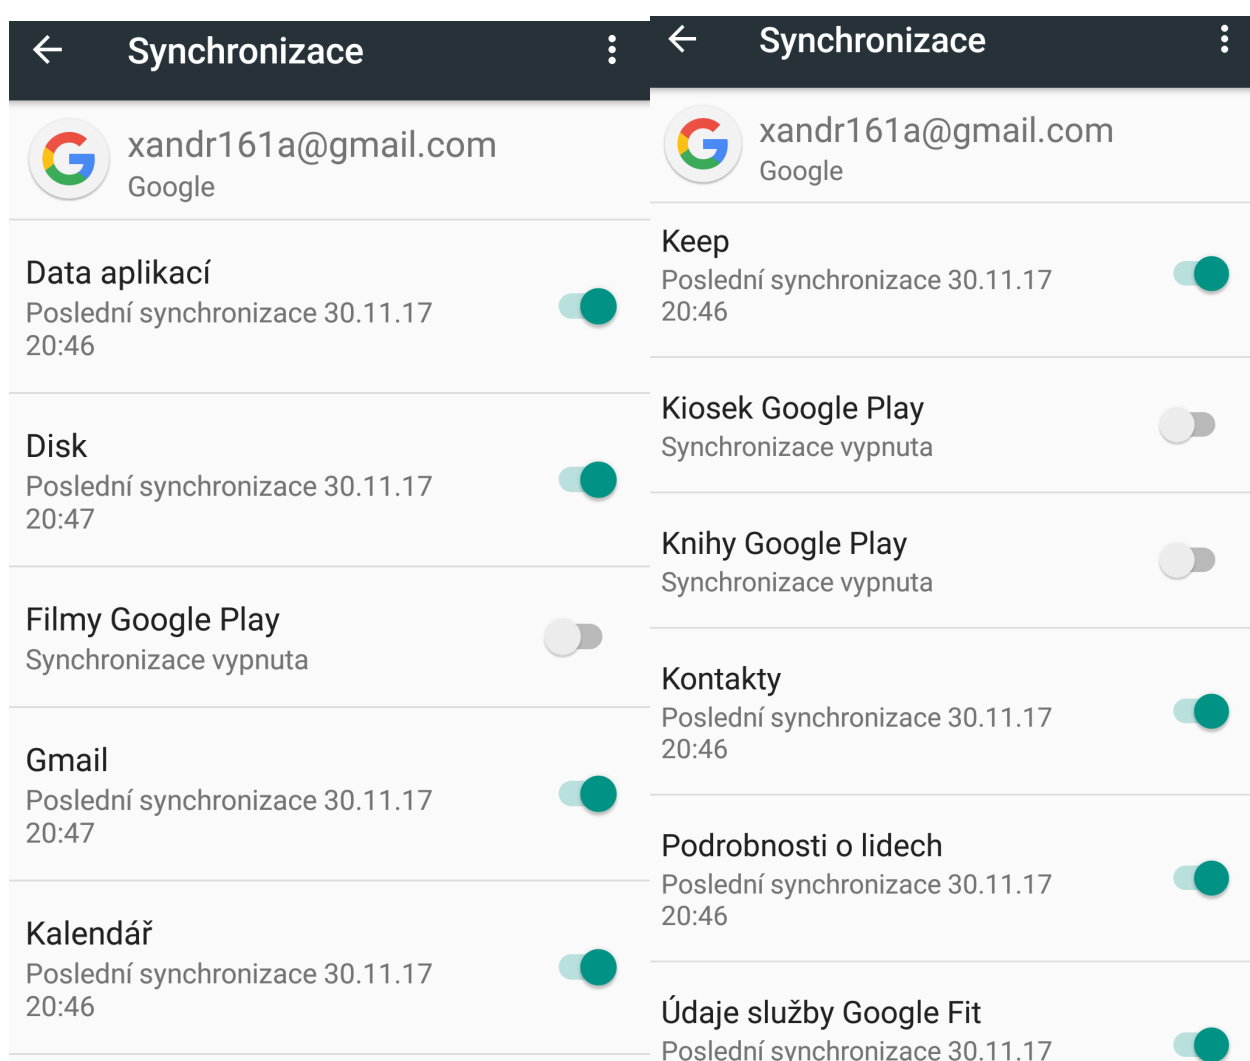 Synchronizace
xandr161a@gmail.com
Google
Data aplikací
Poslední synchronizace 30.11.17
20:46
Disk
Poslední synchronizace 30.11.17
20:47
Filmy Google Play
Synchronizace vypnuta
Gmail
Poslední synchronizace 30.11.17
20:47
Kalendář
Poslední synchronizace 30.11.17
20:46
Synchronizace
xandr161a@gmail.com
Google
Keep
Poslední synchronizace 30.11.17
20:46
Kiosek Google Play
Synchronizace vypnuta
Knihy Google Play
Synchronizace vypnuta
Kontakty
Poslední synchronizace 30.11.17
20:46
Podrobnosti o lidech
Poslední synchronizace 30.11.17
20:46
Údaje služby Google Fit
Poslední synchronizace 30.11.17